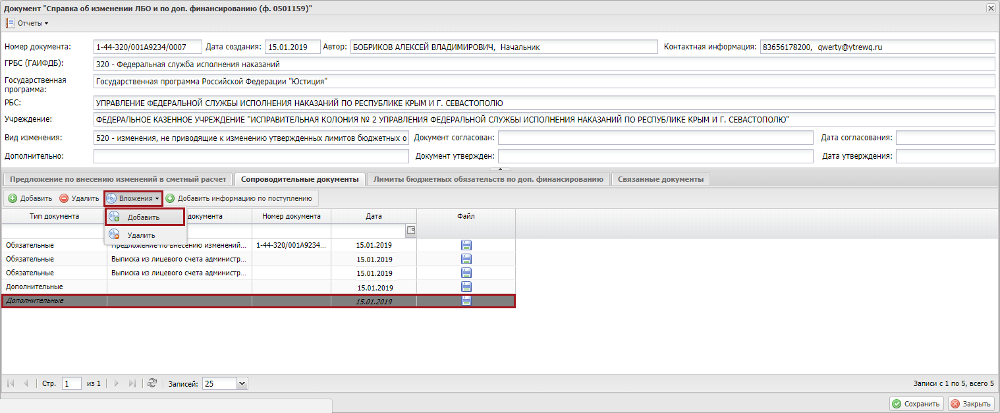 Документ "Справка об изменении ЛБО и по доп. финансированию (ф. 0501159)"
Отчеты
Номер документа: 1-44-320/001A9234/0007 Дата создания: 15.01.2019 Автор: БОБРИКОВ АЛЕКСЕЙ ВЛАДИМИРОВИЧ, Начальник Контактная информация: 83656178200, qwerty@ytrewq.ru
ГРБС (ГАИФДБ): 320 - Федеральная служба исполнения наказаний
Государственная программа: Государственная программа Российской Федерации "Юстиция"
РБС: УПРАВЛЕНИЕ ФЕДЕРАЛЬНОЙ СЛУЖБЫ ИСПОЛНЕНИЯ НАКАЗАНИЙ ПО РЕСПУБЛИКЕ КРЫМ И Г. СЕВАСТОПОЛЮ
Учреждение: ФЕДЕРАЛЬНОЕ КАЗЕННОЕ УЧРЕЖДЕНИЕ "ИСПРАВИТЕЛЬНАЯ КОЛОНИЯ № 2 УПРАВЛЕНИЯ ФЕДЕРАЛЬНОЙ СЛУЖБЫ ИСПОЛНЕНИЯ НАКАЗАНИЙ ПО РЕСПУБЛИКЕ КРЫМ И Г. СЕВАСТОПОЛЮ"
Вид изменения: 520 - изменения, не приводящие к изменению утвержденных лимитов бюджетных о Документ согласован: Дата согласования:
Дополнительно: Документ утвержден: Дата утверждения:
Предложение по внесению изменений в сметный расчет Сопроводительные документы Лимиты бюджетных обязательств по доп. финансированию Связанные документы
Добавить Удалить Вложения Добавить информацию по поступлению
Тип документа документа Номер документа Дата Файл
Добавить
Удалить
Обязательные Предложение по внесению изменений... 1-44-320/001A9234... 15.01.2019
Обязательные Выписка из лицевого счета администр... 15.01.2019
Обязательные Выписка из лицевого счета администр... 15.01.2019
Дополнительные 15.01.2019
Дополнительные 15.01.2019
Стр. 1 из 1 Записей: 25 Записи с 1 по 5, всего 5
Сохранить Закрыть